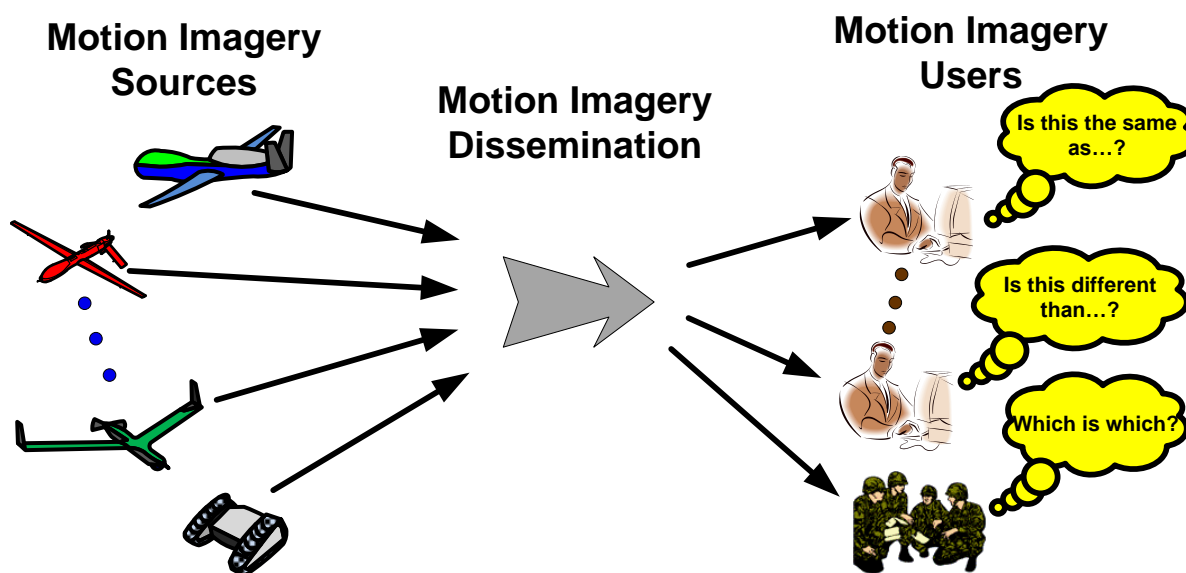 Motion Imagery
Sources
Motion Imagery
Dissemination
Motion Imagery
Users
Is this the same
as…?
Is this different
than…?
Which is which?